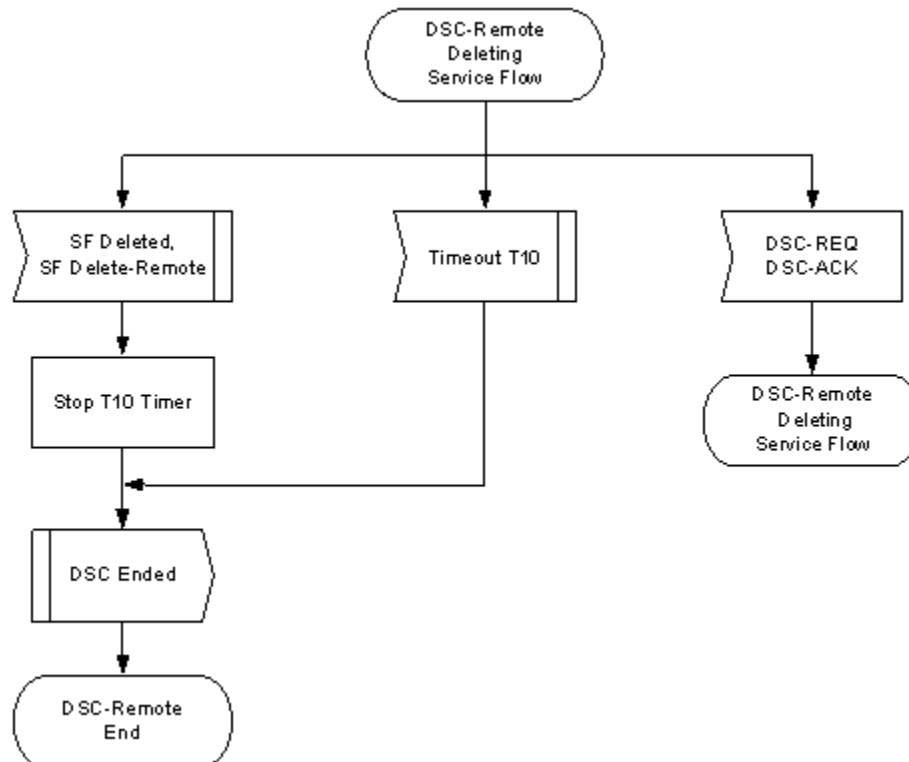 DSC-Remote
Deleting
Service Flow
SF Deleted,
SF Delete-Remote
Timeout T10
DSC-REQ
DSC-ACK
Stop T10 Timer
DSC-Remote
Deleting
Service Flow
DSC Ended
DSC-Remote
End